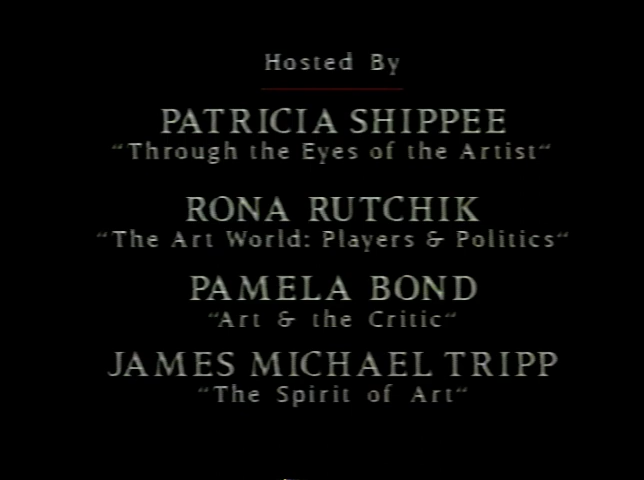 Hosted By
PATRICIA SHIPPEE
“Through the Eyes of the Artist“
RONA RUTCHIK
“The Art World: Players & Politics“
PAMELA BOND
“Art & the Critic“
JAMES MICHAEL TRIPP
“The Spirit of Art“